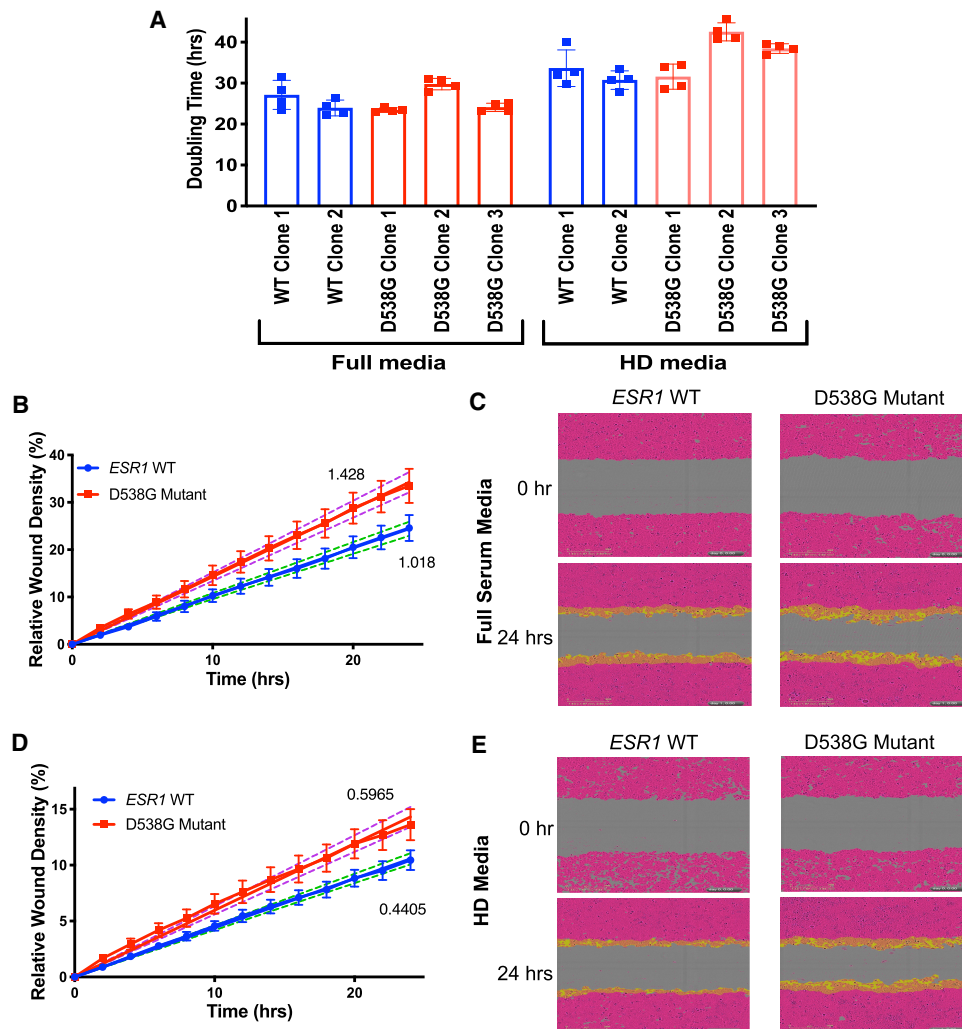 A
Doubling Time (hrs)
40
30
20
10
0
WT Clone 1
WT Clone 2
D538G Clone 1
D538G Clone 2
D538G Clone 3
WT Clone 1
WT Clone 2
D538G Clone 1
D538G Clone 2
D538G Clone 3
Full media
HD media
B
Relative Wound Density (%)
40
30
20
10
0
ESR1 WT
D538G Mutant
1.428
1.018
0
10
20
Time (hrs)
C
ESR1 WT
D538G Mutant
Full Serum Media
0 hr
24 hrs
D
Relative Wound Density (%)
15
10
5
0
ESR1 WT
D538G Mutant
0.5965
0.4405
0
10
20
Time (hrs)
E
ESR1 WT
D538G Mutant
HD Media
0 hr
24 hrs